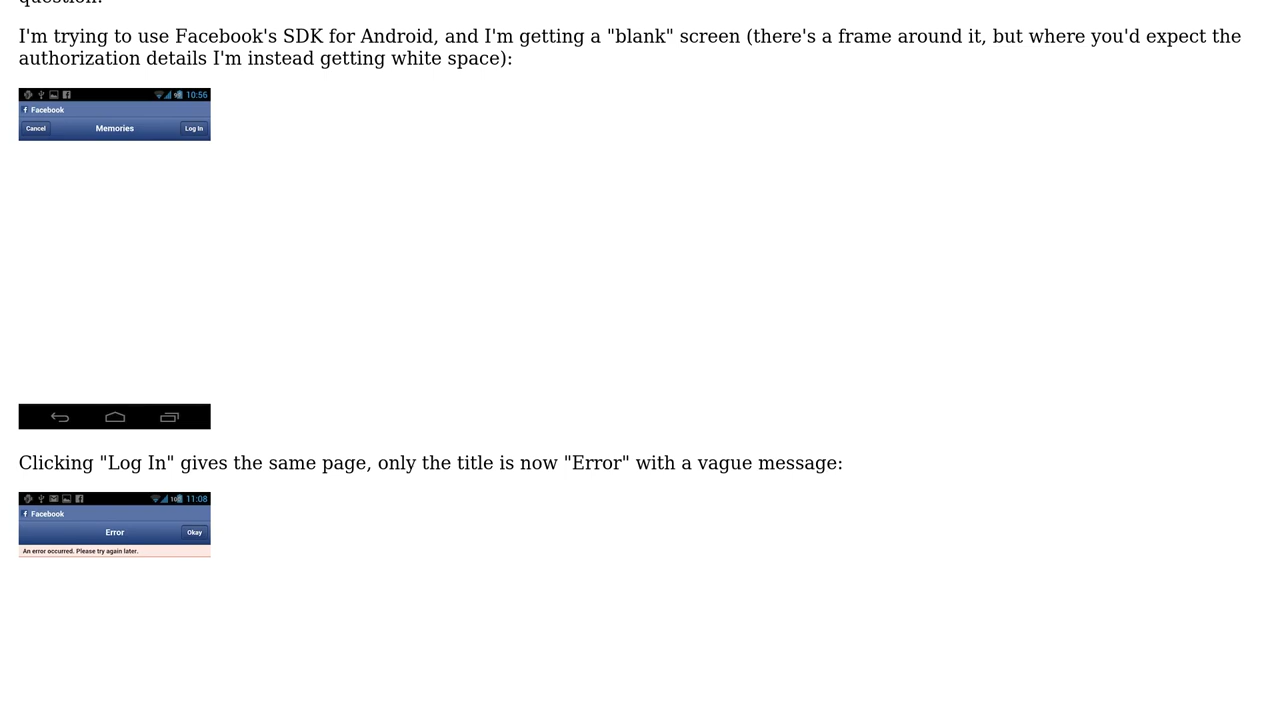 question.
I'm trying to use Facebook's SDK for Android, and I'm getting a "blank" screen (there's a frame around it, but where you'd expect the
authorization details I'm instead getting white space):
10:56
Facebook
Cancel Memories Log In
Clicking "Log In" gives the same page, only the title is now "Error" with a vague message:
11:08
Facebook
Error Okay
An error occurred. Please try again later.